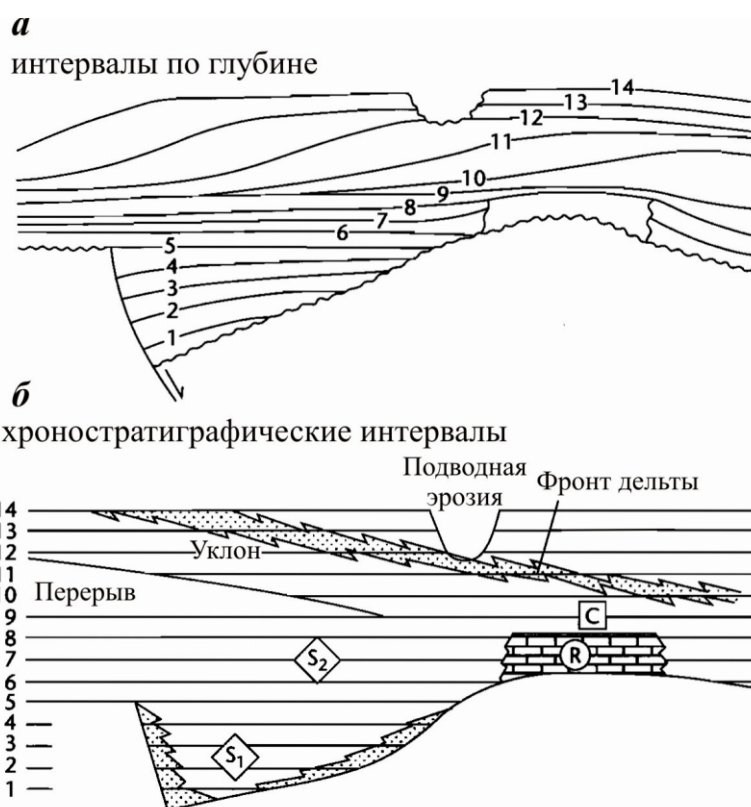 а
интервалы по глубине
14
13
12
11
10
9
8
7
6
5
4
3
2
1
б
хроностратиграфические интервалы
Подводная
эрозия
Фронт дельты
14
13
Уклон
12
11
Перерыв
0
C
9
8
S2
7
R
6
5
4
3
S1
2
1